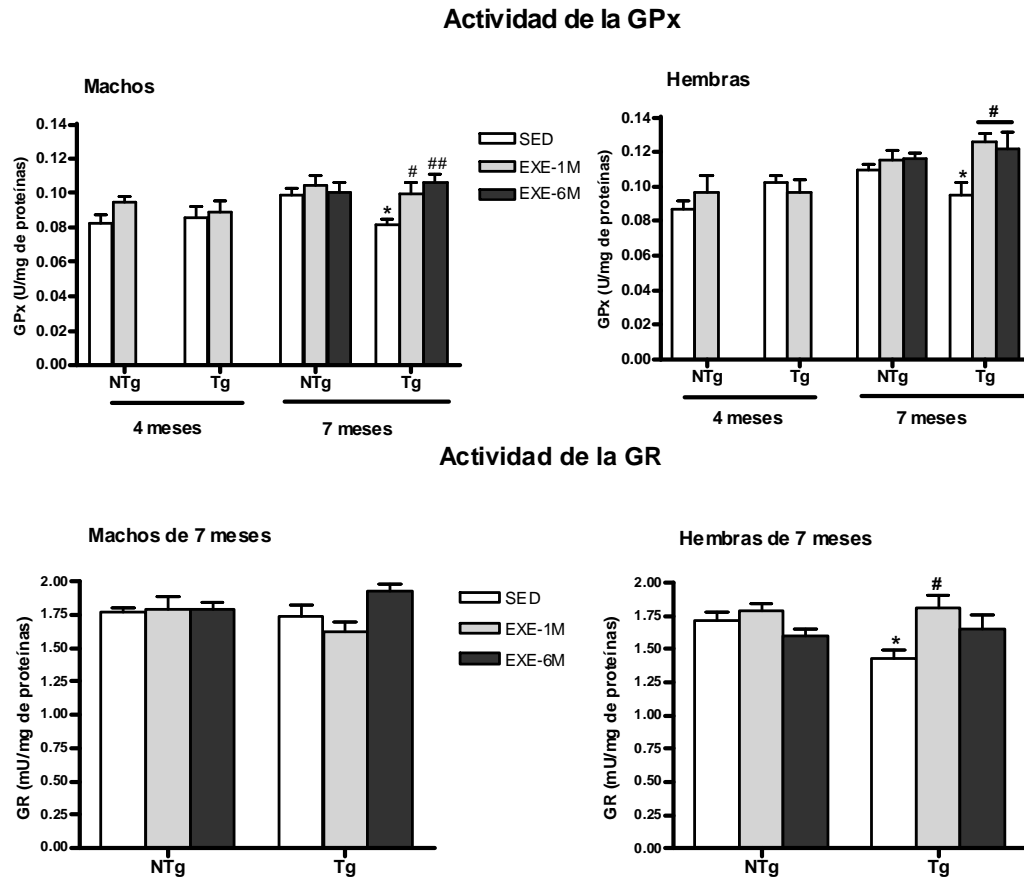 Actividad de la GPx
Machos
GPx (U/mg de proteínas)
0.14
0.12
0.10
0.08
0.06
0.04
0.02
0.00
#
##
*
NTg
Tg
NTg
Tg
4 meses
7 meses
SED
EXE-1M
EXE-6M
Hembras
GPx (U/mg de proteínas)
0.14
0.12
0.10
0.08
0.06
0.04
0.02
0.00
#
*
NTg
Tg
NTg
Tg
4 meses
7 meses
Actividad de la GR
Machos de 7 meses
GR (mU/mg de proteínas)
2.00
1.75
1.50
1.25
1.00
0.75
0.50
0.25
0.00
NTg
Tg
SED
EXE-1M
EXE-6M
Hembras de 7 meses
GR (mU/mg de proteínas)
2.00
1.75
1.50
1.25
1.00
0.75
0.50
0.25
0.00
#
*
NTg
Tg